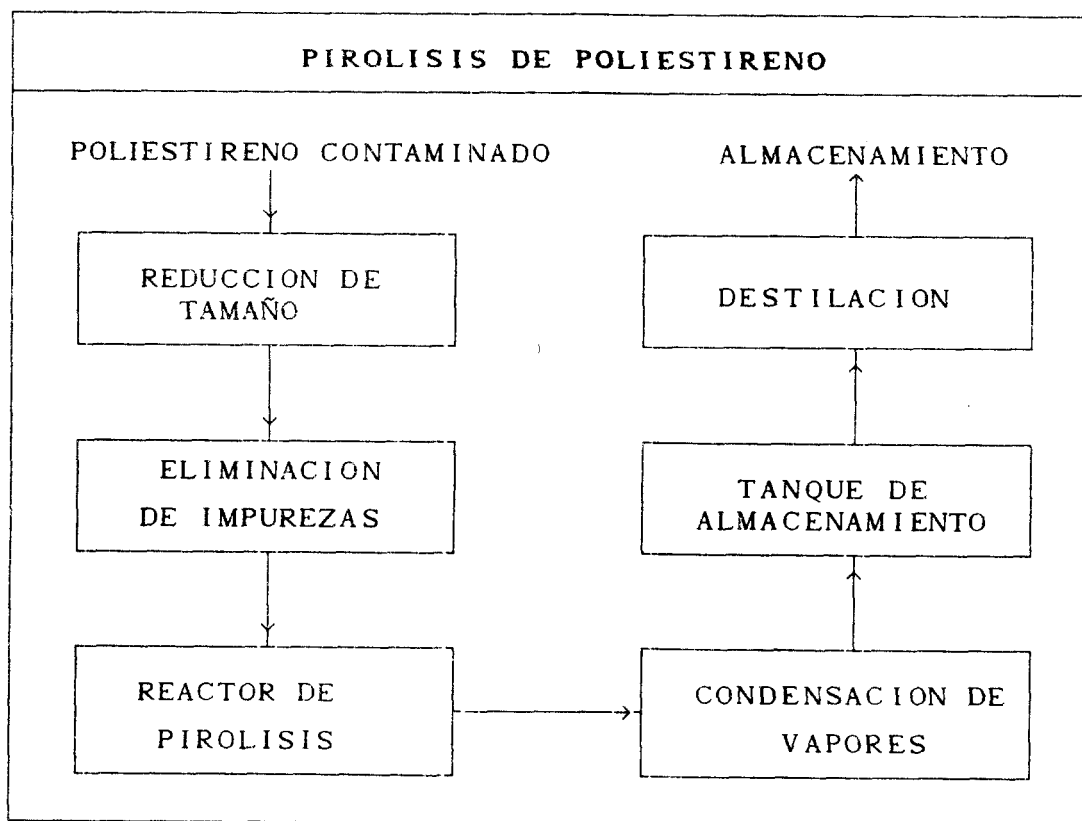 PIROLISIS DE POLIESTIRENO
POLIESTIRENO CONTAMINADO
REDUCCION DE
TAMAÑO
ELIMINACION
DE IMPUREZAS
REACTOR DE
PIROLISIS
CONDENSACION DE
VAPORES
TANQUE DE
ALMACENAMIENTO
DESTILACION
ALMACENAMIENTO